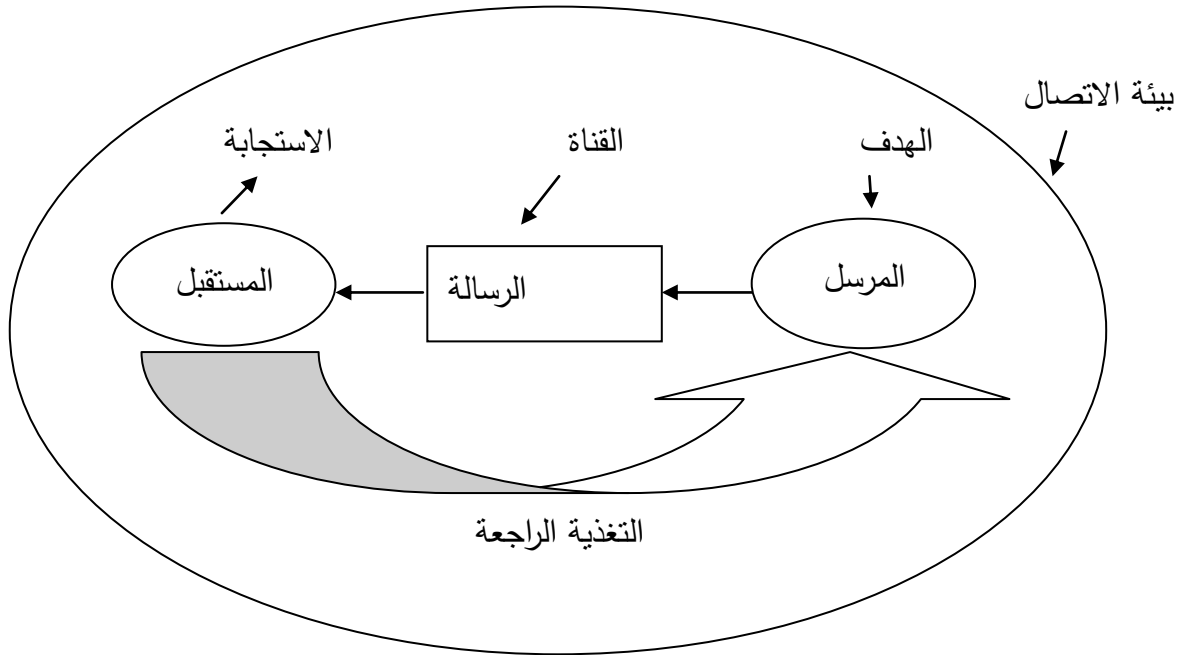 بيئة الاتصال
الهدف
القناة
الاستجابة
المرسل
الرسالة
المستقبل
التغذية الراجعة